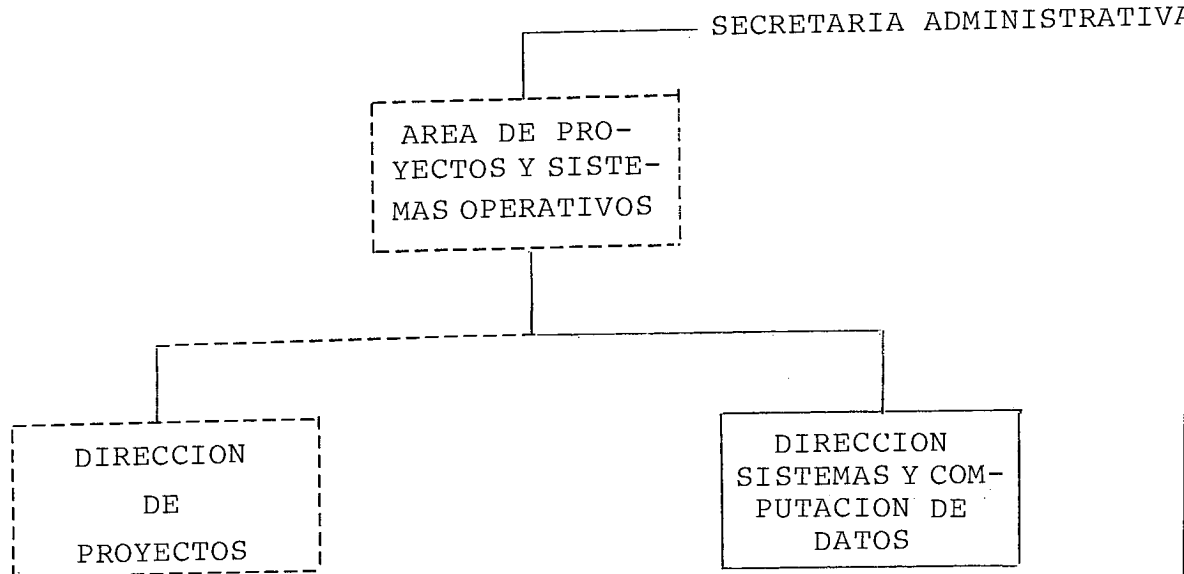 SECRETARIA ADMINISTRATIVA
AREA DE PRO-
YECTOS Y SISTE-
MAS OPERATIVOS
DIRECCION
DE
PROYECTOS
DIRECCION
SISTEMAS Y COM-
PUTACION DE
DATOS